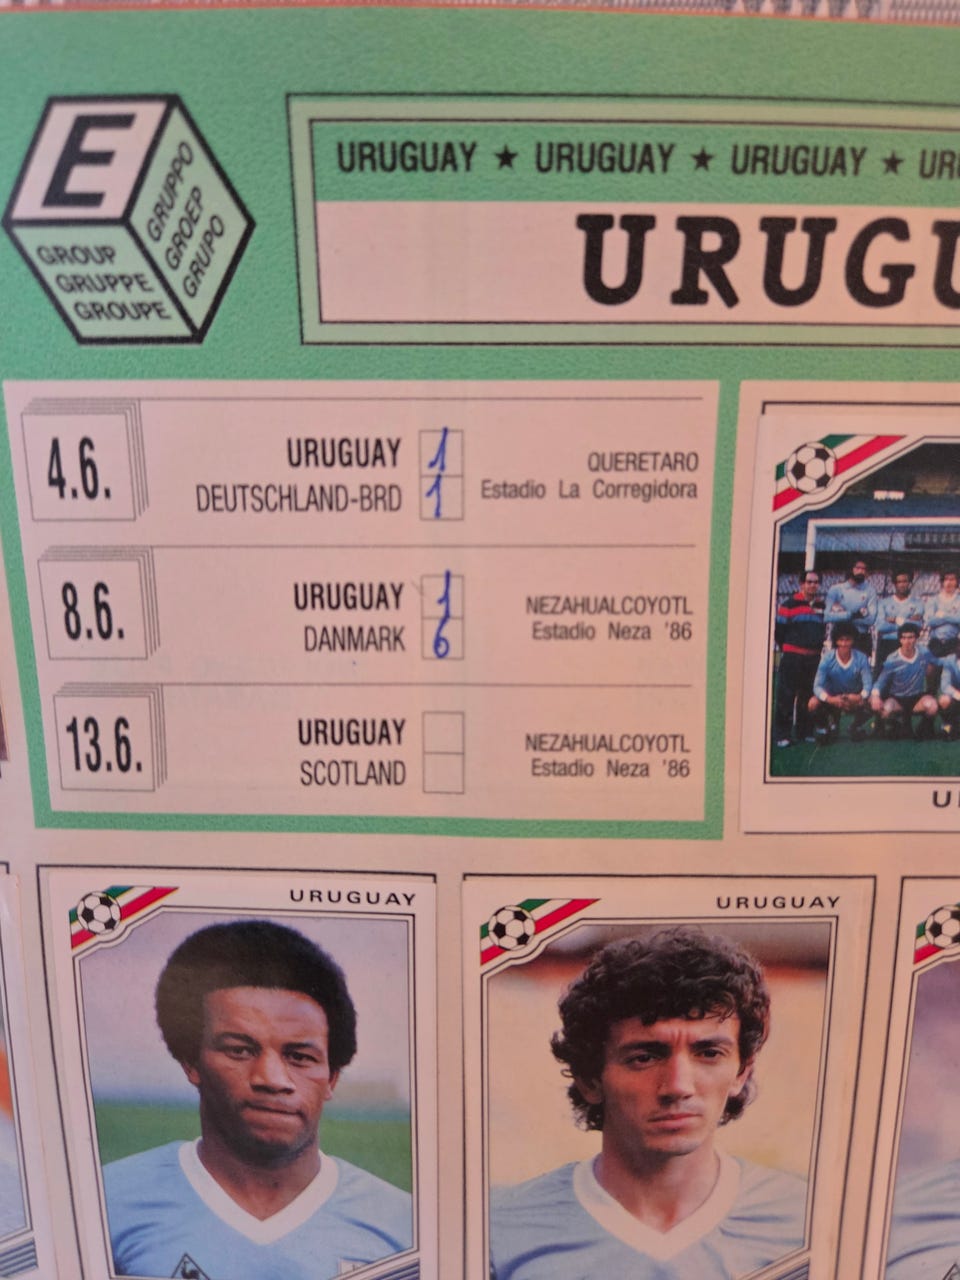 E
GROUP
GRUPPE
GROUPE
GRUPPO
GROEP
GRUPO
URUGUAY ★ URUGUAY ★ URUGUAY ★
4.6.
URUGUAY 1
DEUTSCHLAND-BRD 1
QUERETARO
Estadio La Corregidora
8.6.
URUGUAY 1
DANMARK 6
NEZAHUALCOYOTL
Estadio Neza '86
13.6.
URUGUAY
SCOTLAND
NEZAHUALCOYOTL
Estadio Neza '86
URUGUAY
URUGUAY